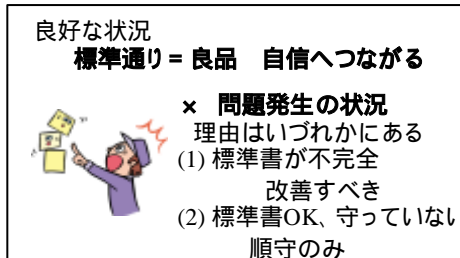 良好な状況
標準通り = 良品　自信へつながる
×　問題発生の状況
理由はいづれかにある
(1) 標準書が不完全
改善すべき
(2) 標準書OK、守っていない
順守のみ